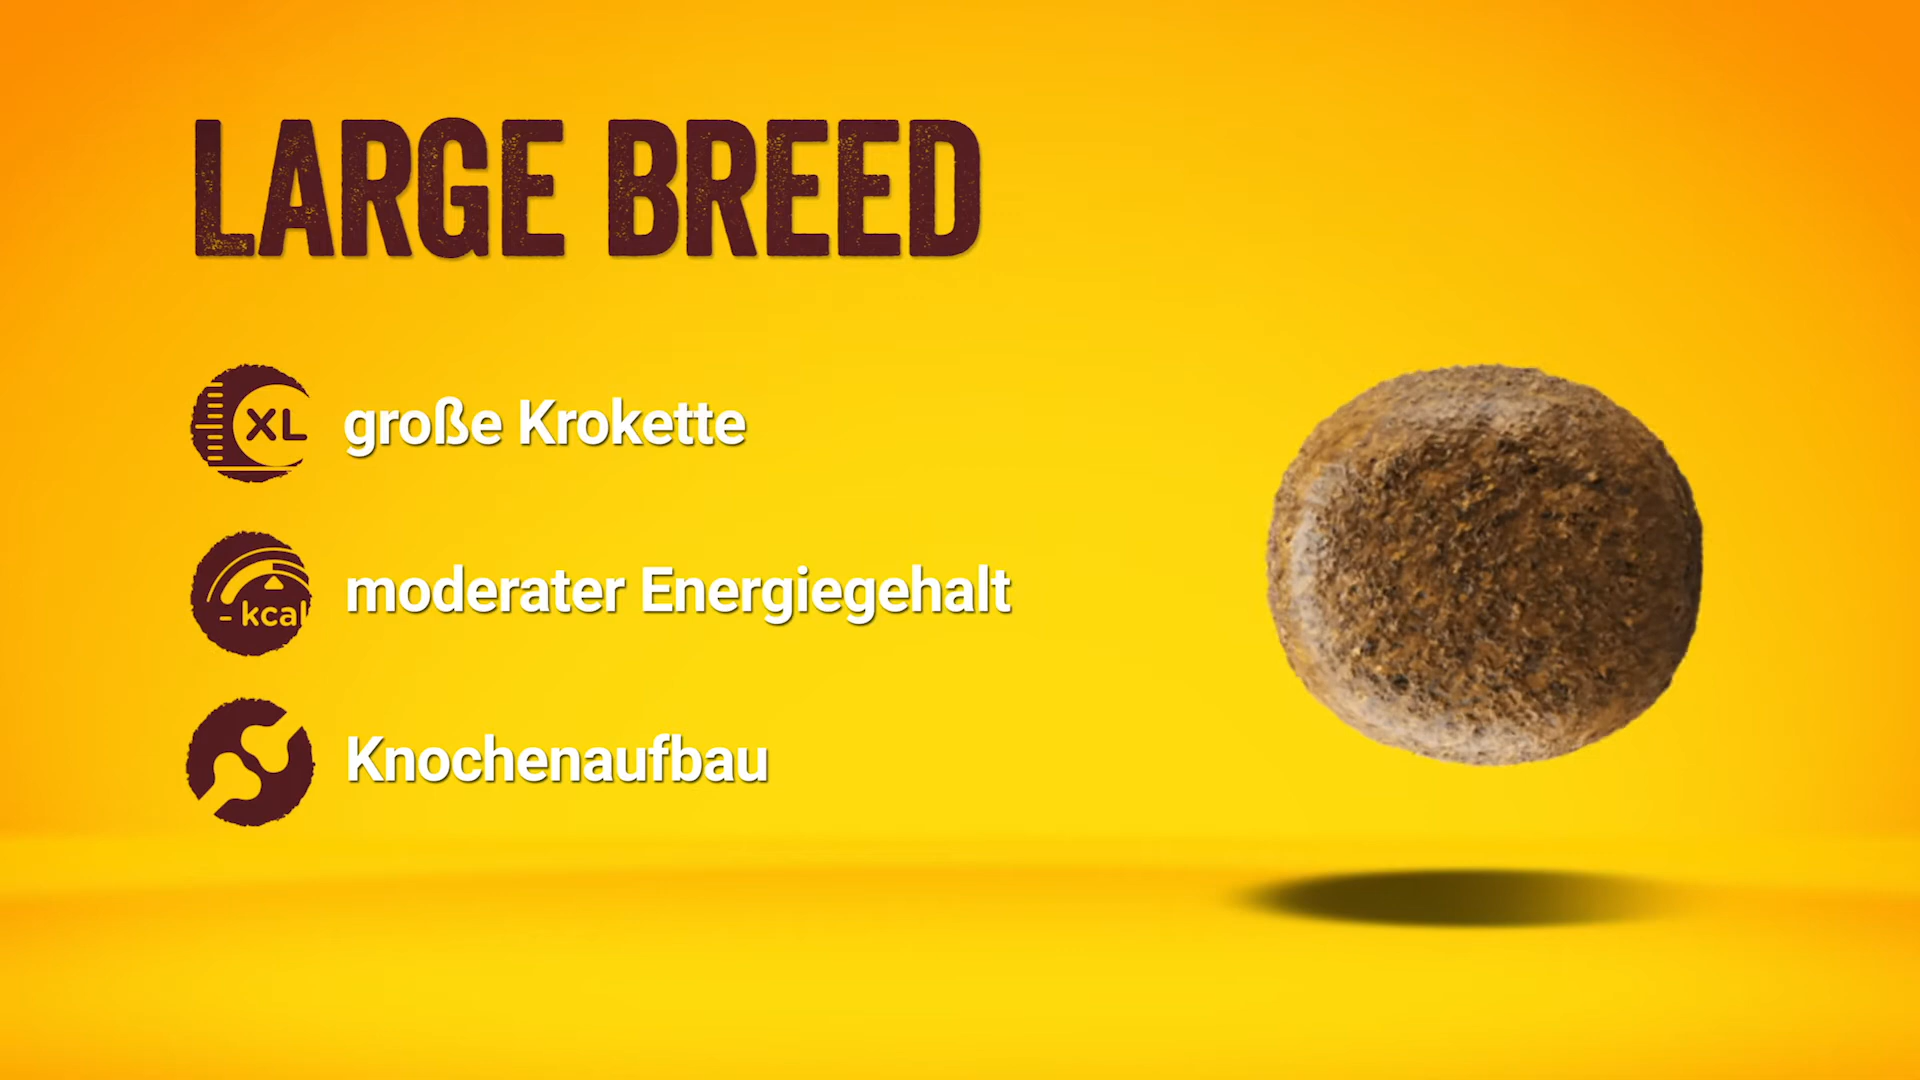 LARGE BREED
XL
große Krokette
- kcal
moderater Energiegehalt
Knochenaufbau